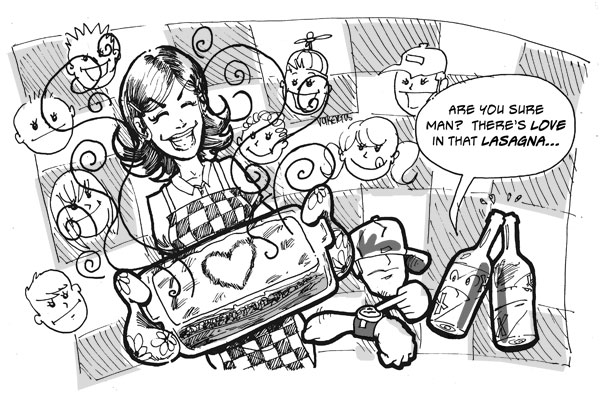 ARE YOU SURE
MAN? THERE'S LOVE
IN THAT LASAGNA...